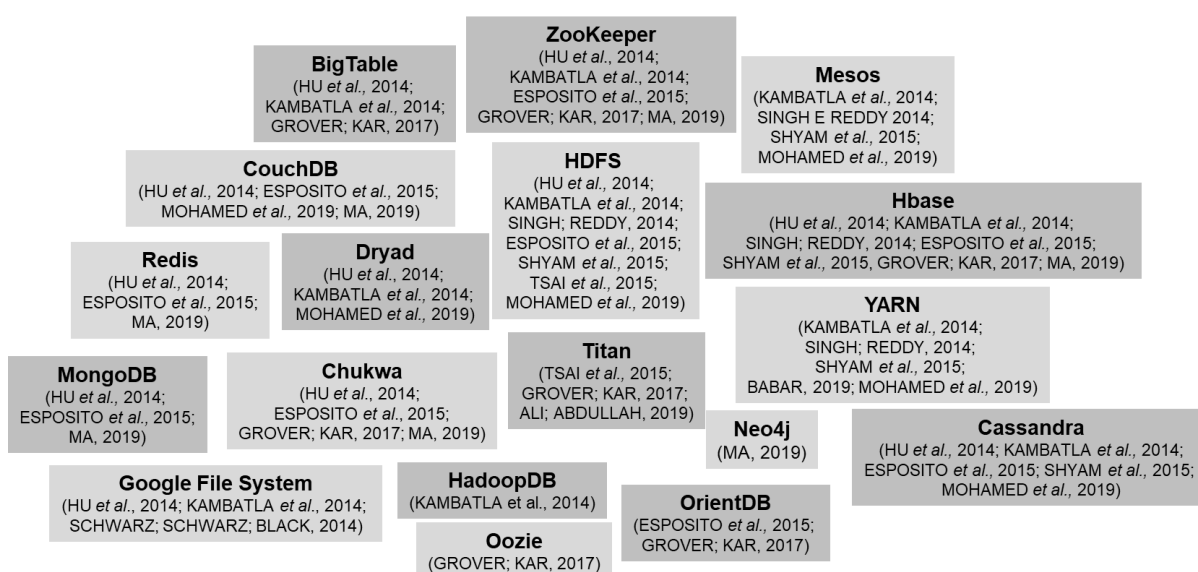 ZooKeeper
(HU et al., 2014;
KAMBATLA et al., 2014;
ESPOSITO et al., 2015;
GROVER; KAR, 2017; MA, 2019)
BigTable
(HU et al., 2014;
KAMBATLA et al., 2014;
GROVER; KAR, 2017)
Mesos
(KAMBATLA et al., 2014;
SINGH E REDDY 2014;
SHYAM et al., 2015;
MOHAMED et al., 2019)
CouchDB
(HU et al., 2014; ESPOSITO et al., 2015;
MOHAMED et al., 2019; MA, 2019)
HDFS
(HU et al., 2014;
KAMBATLA et al., 2014;
SINGH; REDDY, 2014;
ESPOSITO et al., 2015;
SHYAM et al., 2015;
TSAI et al., 2015;
MOHAMED et al., 2019)
Hbase
(HU et al., 2014; KAMBATLA et al., 2014;
SINGH; REDDY, 2014; ESPOSITO et al., 2015;
SHYAM et al., 2015, GROVER; KAR, 2017; MA, 2019)
Redis
(HU et al., 2014;
ESPOSITO et al., 2015;
MA, 2019)
Dryad
(HU et al., 2014;
KAMBATLA et al., 2014;
MOHAMED et al., 2019)
YARN
(KAMBATLA et al., 2014;
SINGH; REDDY, 2014;
SHYAM et al., 2015;
BABAR, 2019; MOHAMED et al., 2019)
MongoDB
(HU et al., 2014;
ESPOSITO et al., 2015;
MA, 2019)
Chukwa
(HU et al., 2014;
ESPOSITO et al., 2015;
GROVER; KAR, 2017; MA, 2019)
Titan
(TSAI et al., 2015;
GROVER; KAR, 2017;
ALI; ABDULLAH, 2019)
Neo4j
(MA, 2019)
Cassandra
(HU et al., 2014; KAMBATLA et al., 2014;
ESPOSITO et al., 2015; SHYAM et al., 2015;
MOHAMED et al., 2019)
Google File System
(HU et al., 2014; KAMBATLA et al., 2014;
SCHWARZ; SCHWARZ; BLACK, 2014)
HadoopDB
(KAMBATLA et al., 2014)
OrientDB
(ESPOSITO et al., 2015;
GROVER; KAR, 2017)
Oozie
(GROVER; KAR, 2017)